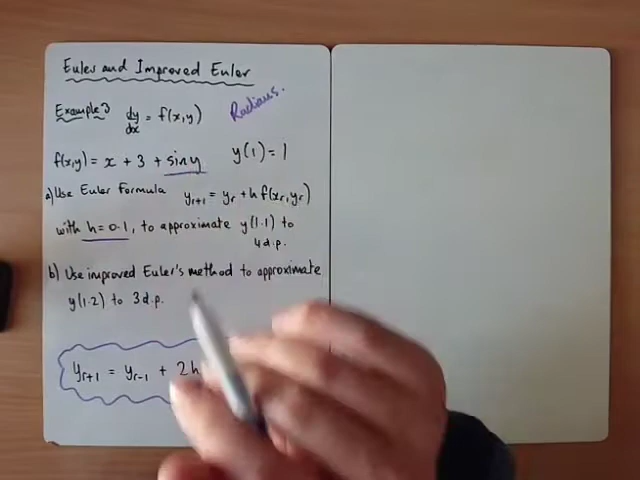 Euler and Improved Euler
Example 3 dy/dx = f(x,y) Radians.
f(x,y) = x + 3 + sin y y(1) = 1
a) Use Euler Formula y_{r+1} = y_r + h f(x_r, y_r)
with h = 0.1, to approximate y(1.1) to
4 d.p.
b) Use improved Euler's method to approximate
y(1.2) to 3 d.p.
y_{r+1} = y_{r-1} + 2h